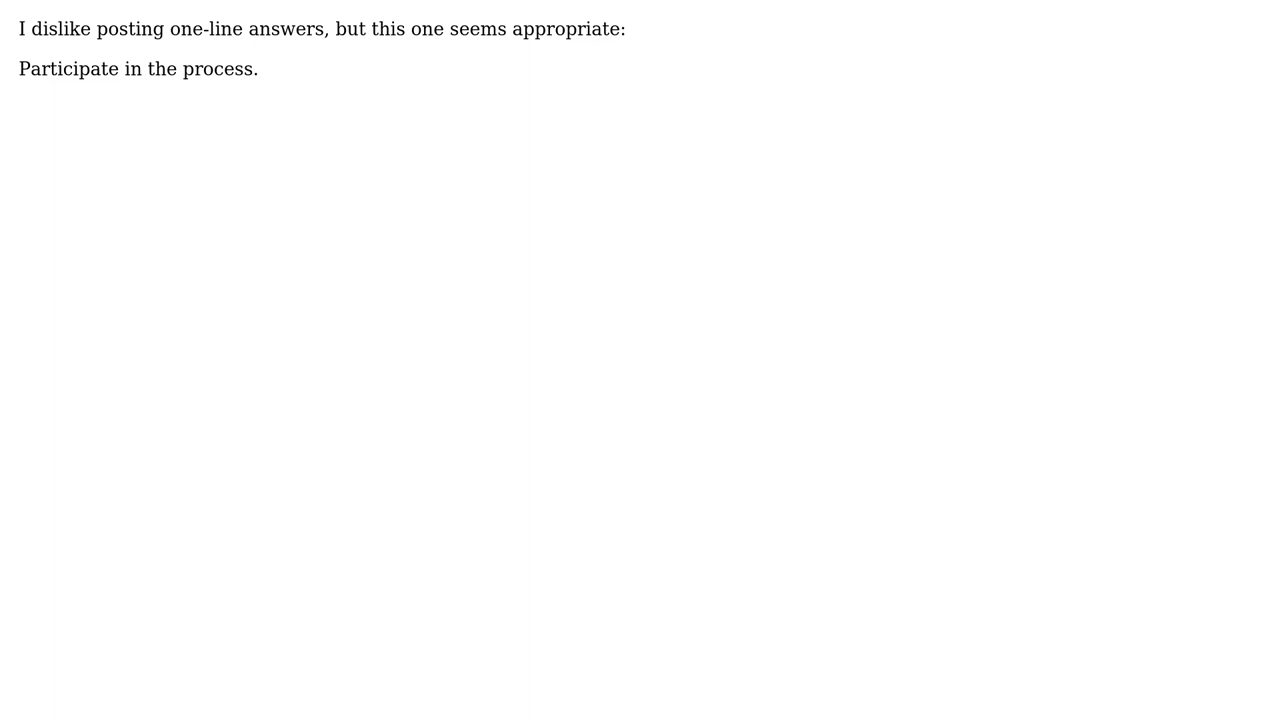 I dislike posting one-line answers, but this one seems appropriate:
Participate in the process.